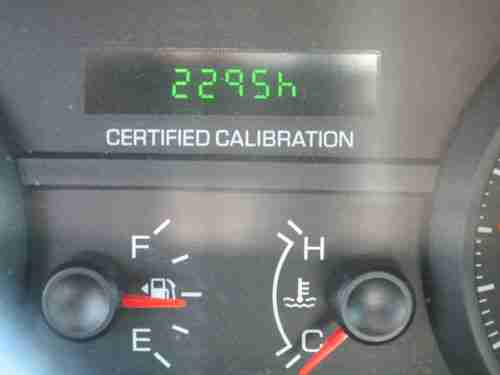 2295h
CERTIFIED CALIBRATION
F H
E C